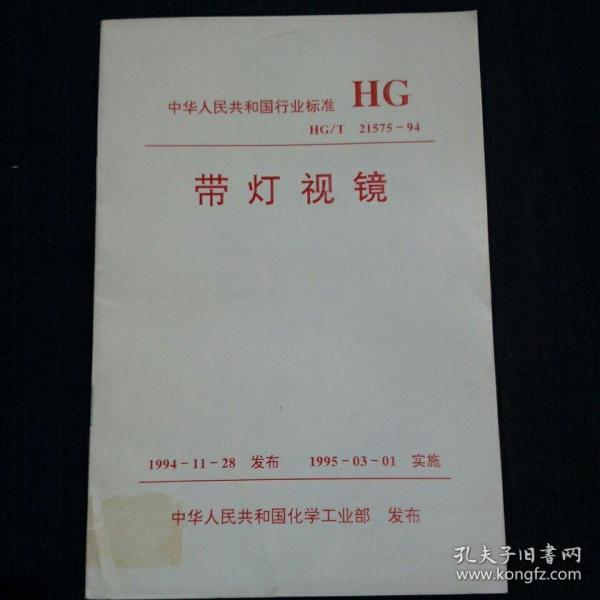 中华人民共和国行业标准 HG
HG/T 21575-94
带灯视镜
1994-11-28 发布 1995-03-01 实施
中华人民共和国化学工业部 发布
孔夫子旧书网
www.kongfz.com